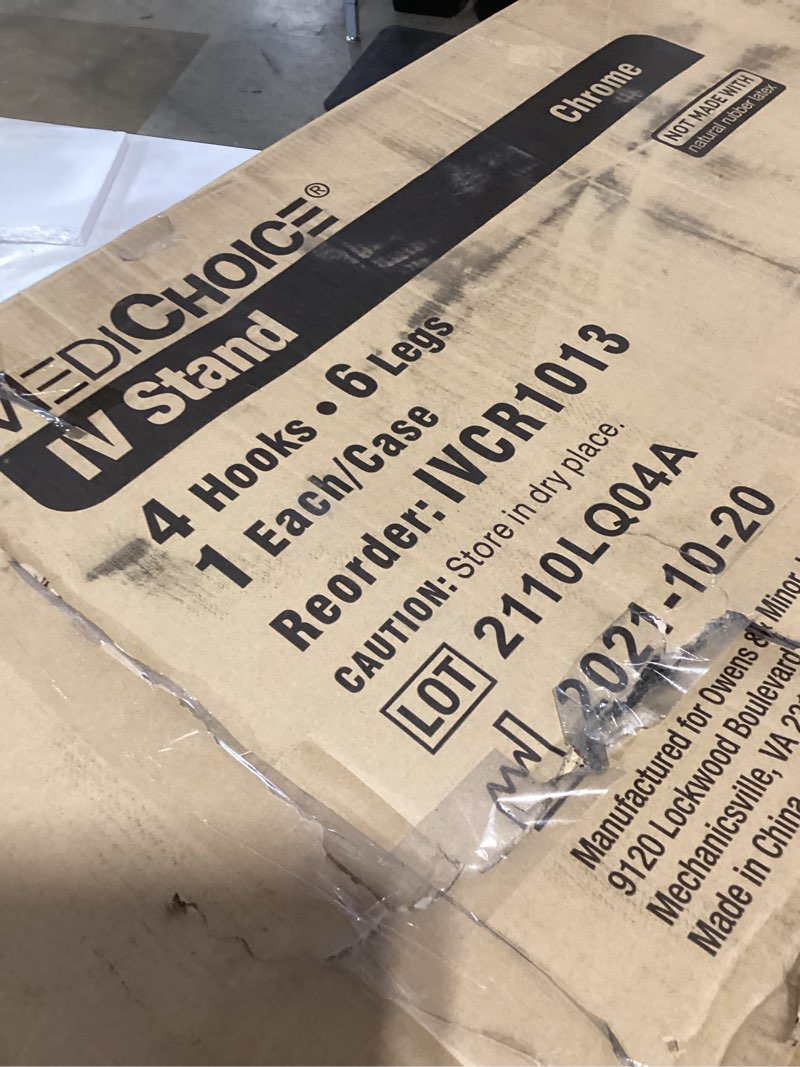 MEDICHOICE®
IV Stand
Chrome
NOT MADE WITH
natural rubber latex
4 Hooks • 6 Legs
1 Each/Case
Reorder: IVCR1013
CAUTION: Store in dry place.
LOT 2110LQ04A
2021-10-20
Manufactured for Owens & Minor
9120 Lockwood Boulevard
Mechanicsville, VA
Made in China